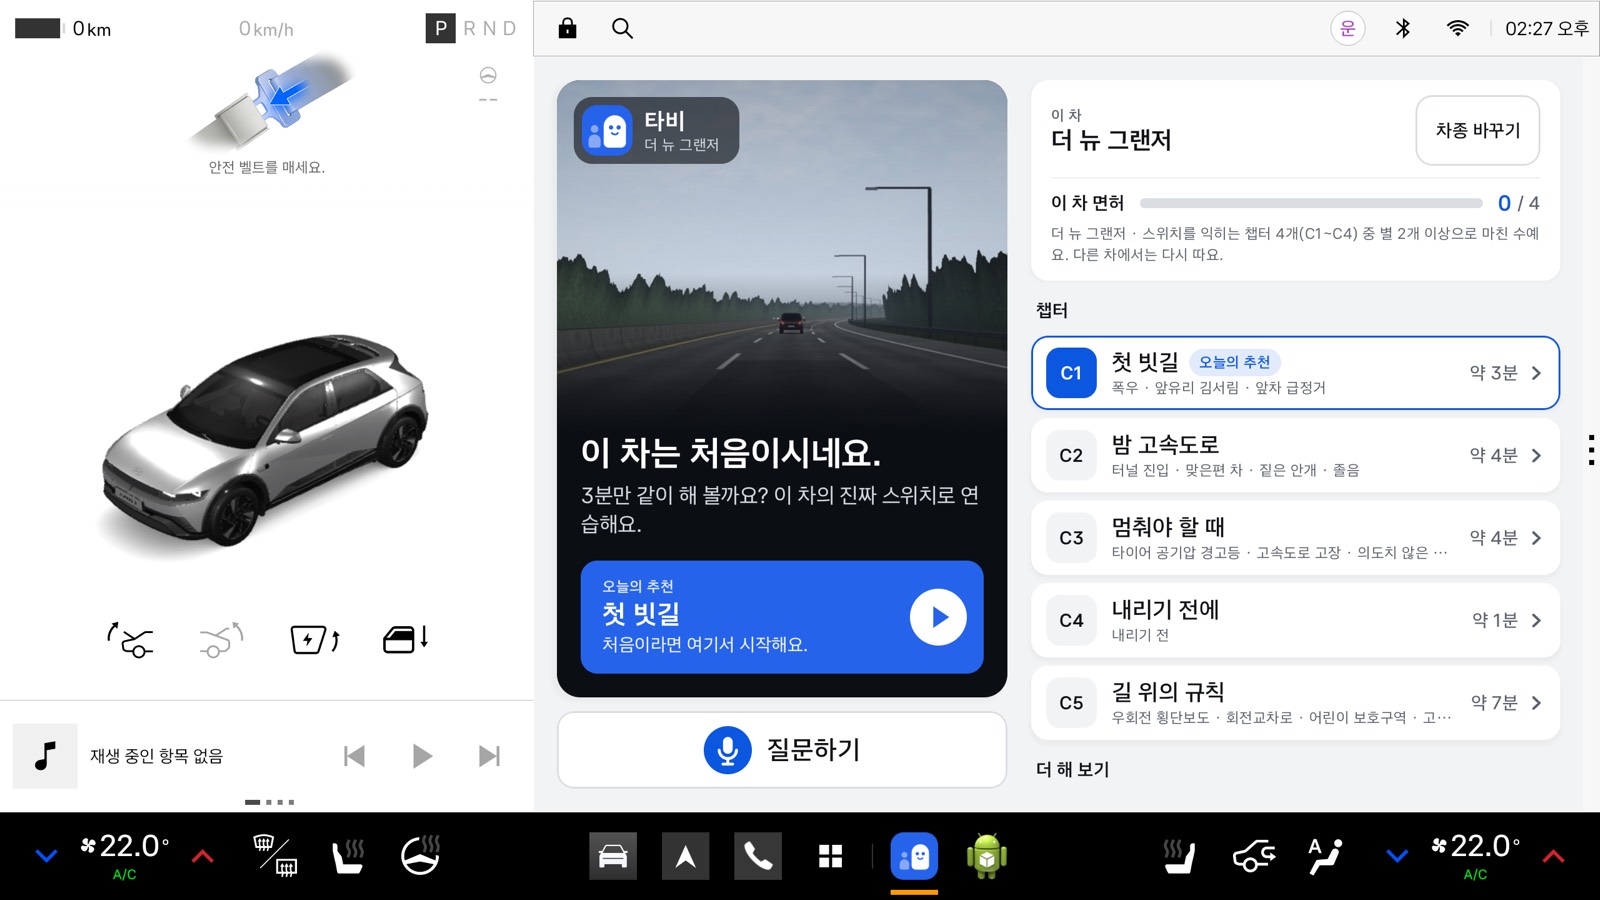 0 km
0 km/h
P R N D
안전 벨트를 매세요.
--
재생 중인 항목 없음
운
02:27 오후
타비
더 뉴 그랜저
이 차는 처음이시네요.
3분만 같이 해 볼까요? 이 차의 진짜 스위치로 연
습해요.
오늘의 추천
첫 빗길
처음이라면 여기서 시작해요.
질문하기
이 차
더 뉴 그랜저
차종 바꾸기
이 차 면허
0 / 4
더 뉴 그랜저 · 스위치를 익히는 챕터 4개(C1~C4) 중 별 2개 이상으로 마친 수예
요. 다른 차에서는 다시 따요.
챕터
C1
첫 빗길 오늘의 추천
폭우 · 앞유리 김서림 · 앞차 급정거
약 3분
C2
밤 고속도로
터널 진입 · 맞은편 차 · 짙은 안개 · 졸음
약 4분
C3
멈춰야 할 때
타이어 공기압 경고등 · 고속도로 고장 · 의도치 않은 ···
약 4분
C4
내리기 전에
내리기 전
약 1분
C5
길 위의 규칙
우회전 횡단보도 · 회전교차로 · 어린이 보호구역 · 고···
약 7분
더 해 보기
22.0°
A/C
A
22.0°
A/C